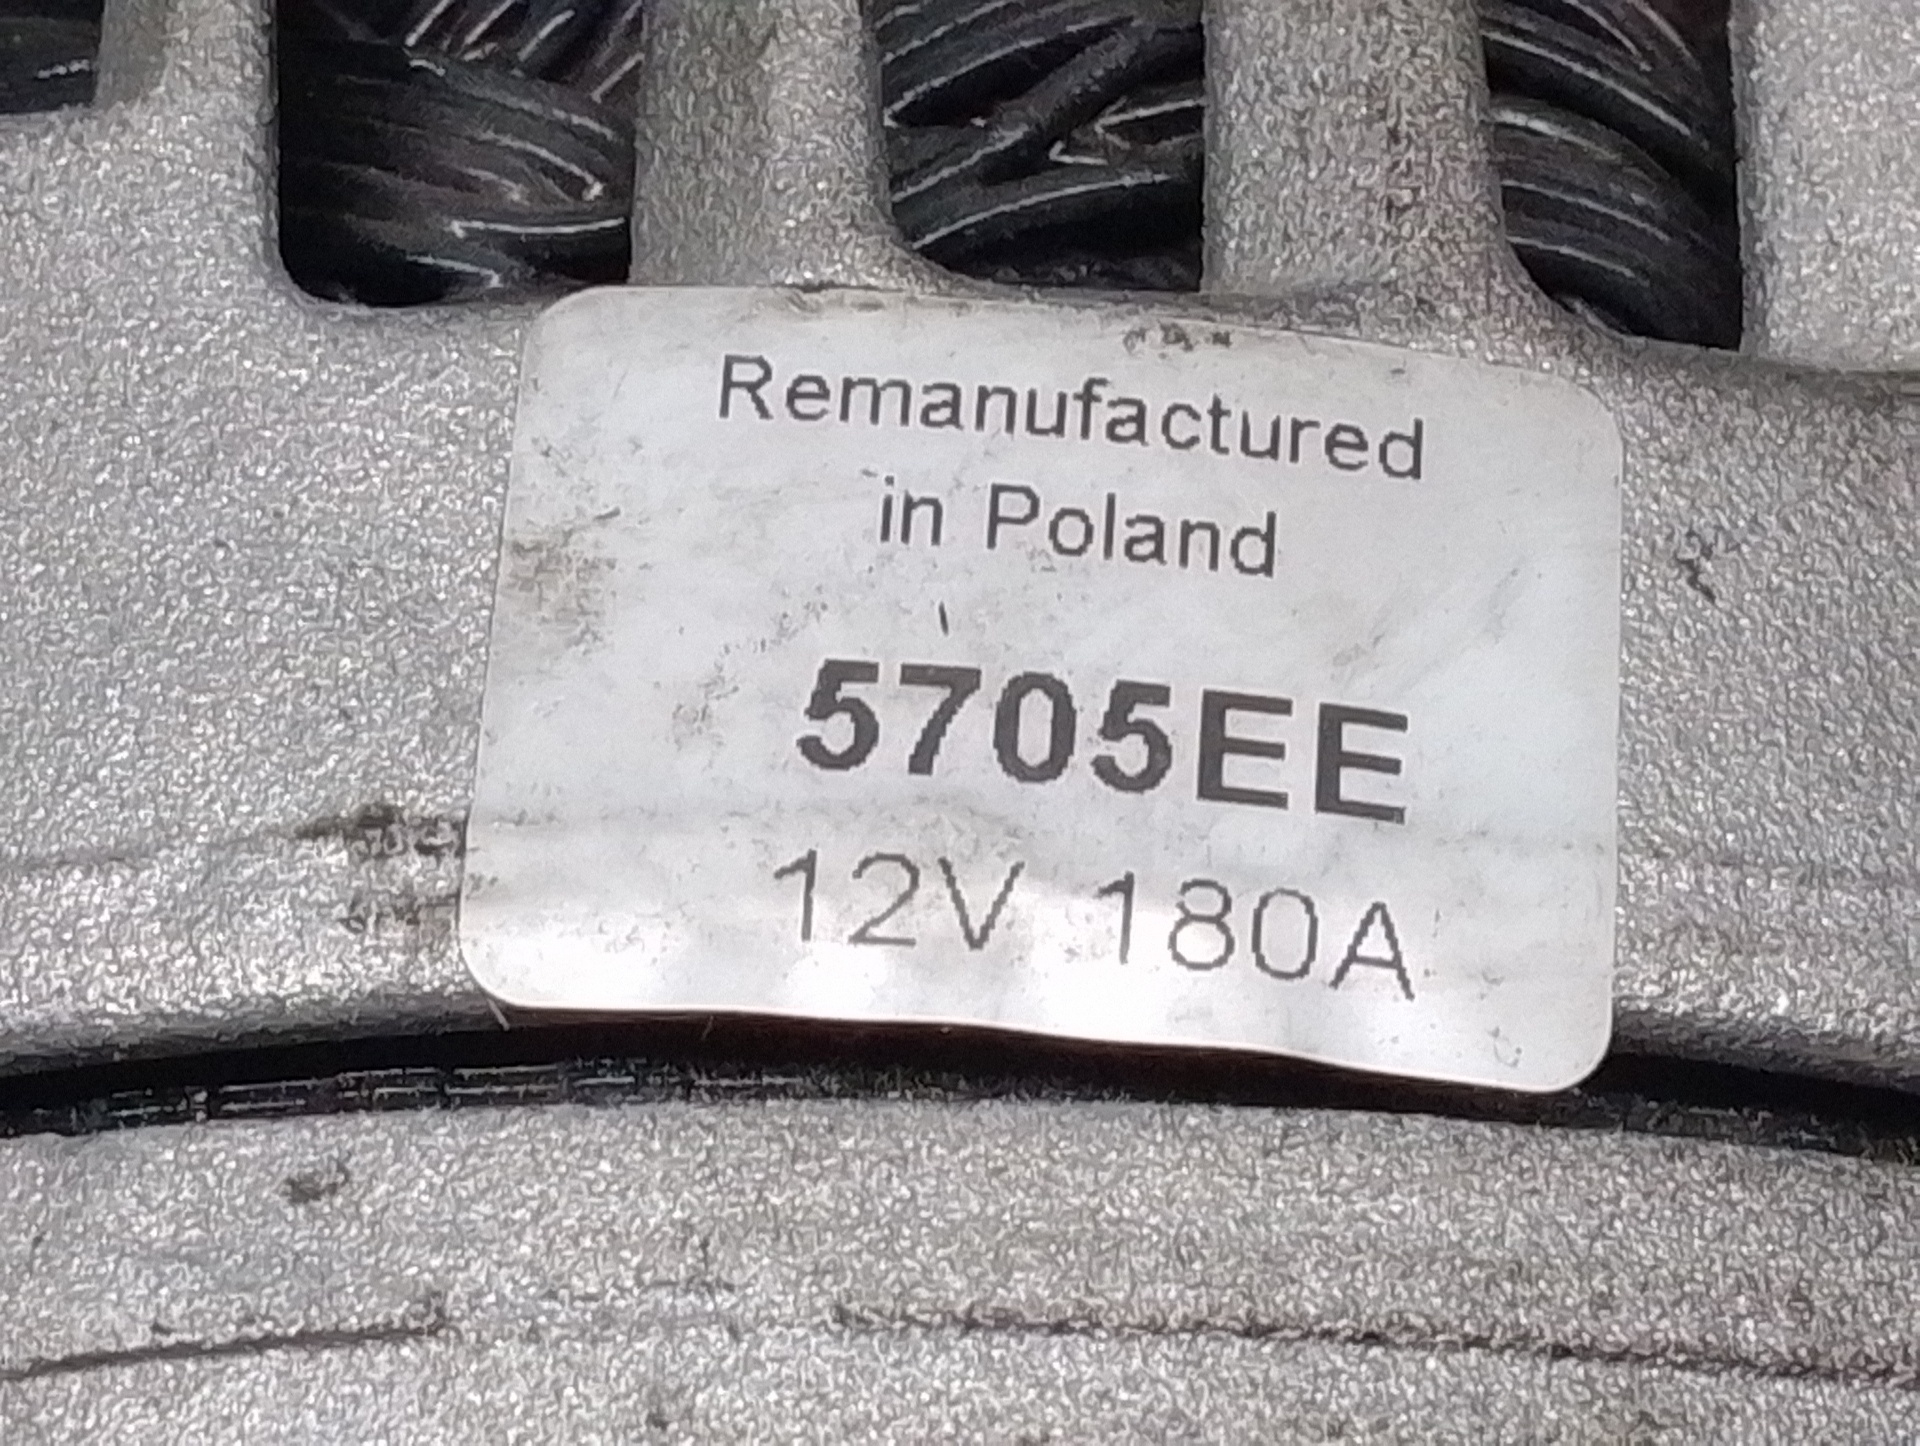 Remanufactured
in Poland
5705EE
12V 180A